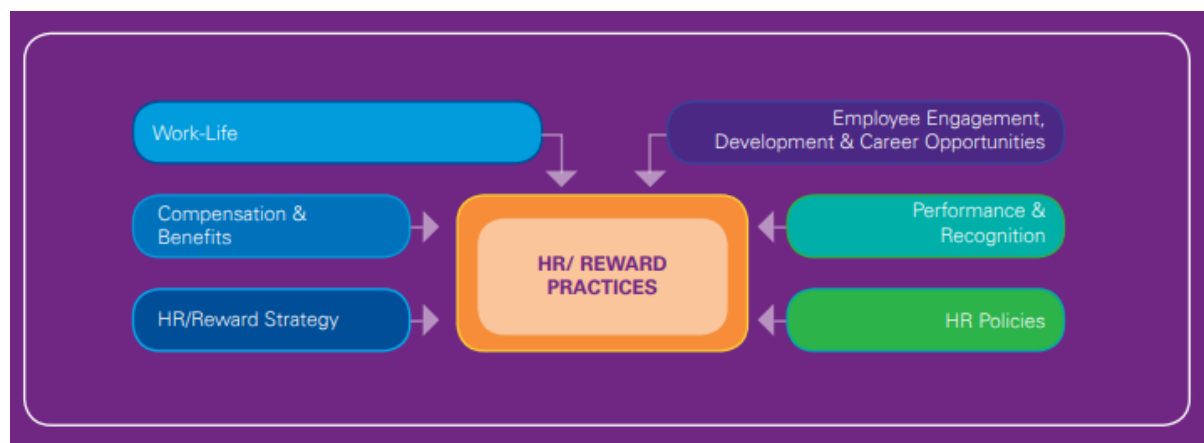 Work-Life
Employee Engagement,
Development & Career Opportunities
Compensation &
Benefits
Performance &
Recognition
HR/ REWARD
PRACTICES
HR/Reward Strategy
HR Policies